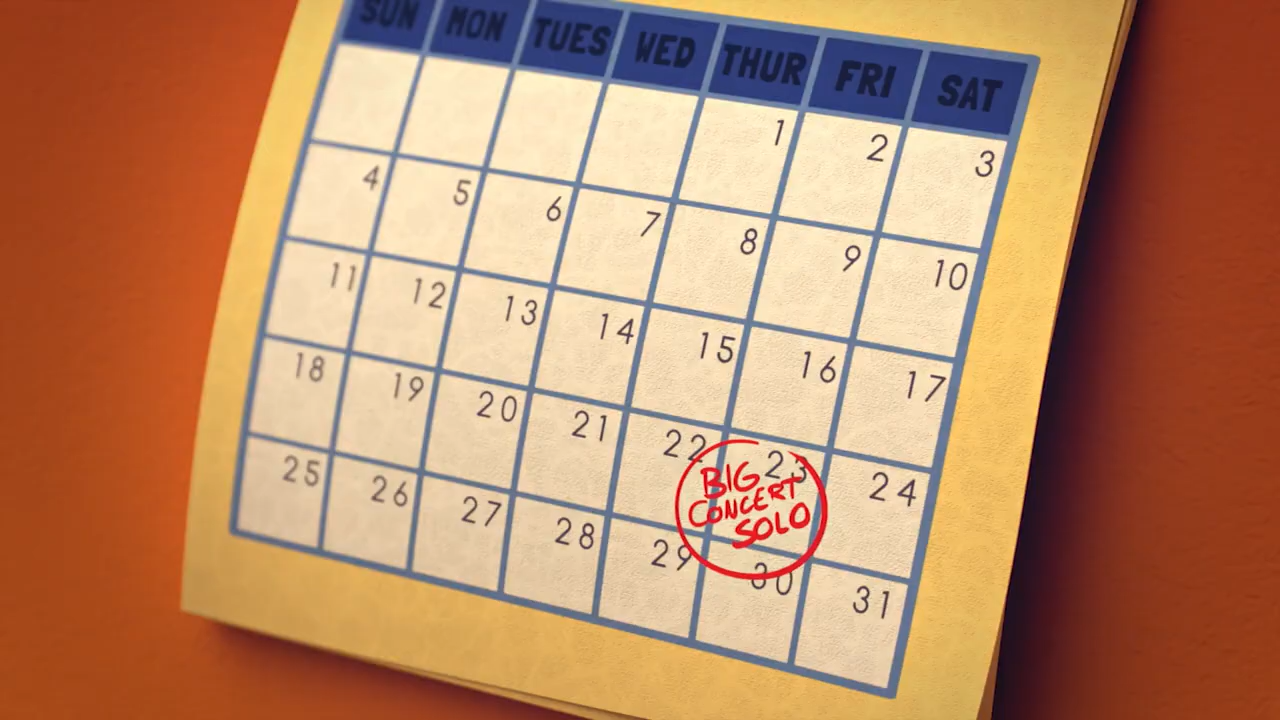 SUN MON TUES WED THUR FRI SAT
1 2 3
4 5 6 7 8 9 10
11 12 13 14 15 16 17
18 19 20 21 22 23 24
BIG
CONCERT
SOLO
25 26 27 28 29 30 31